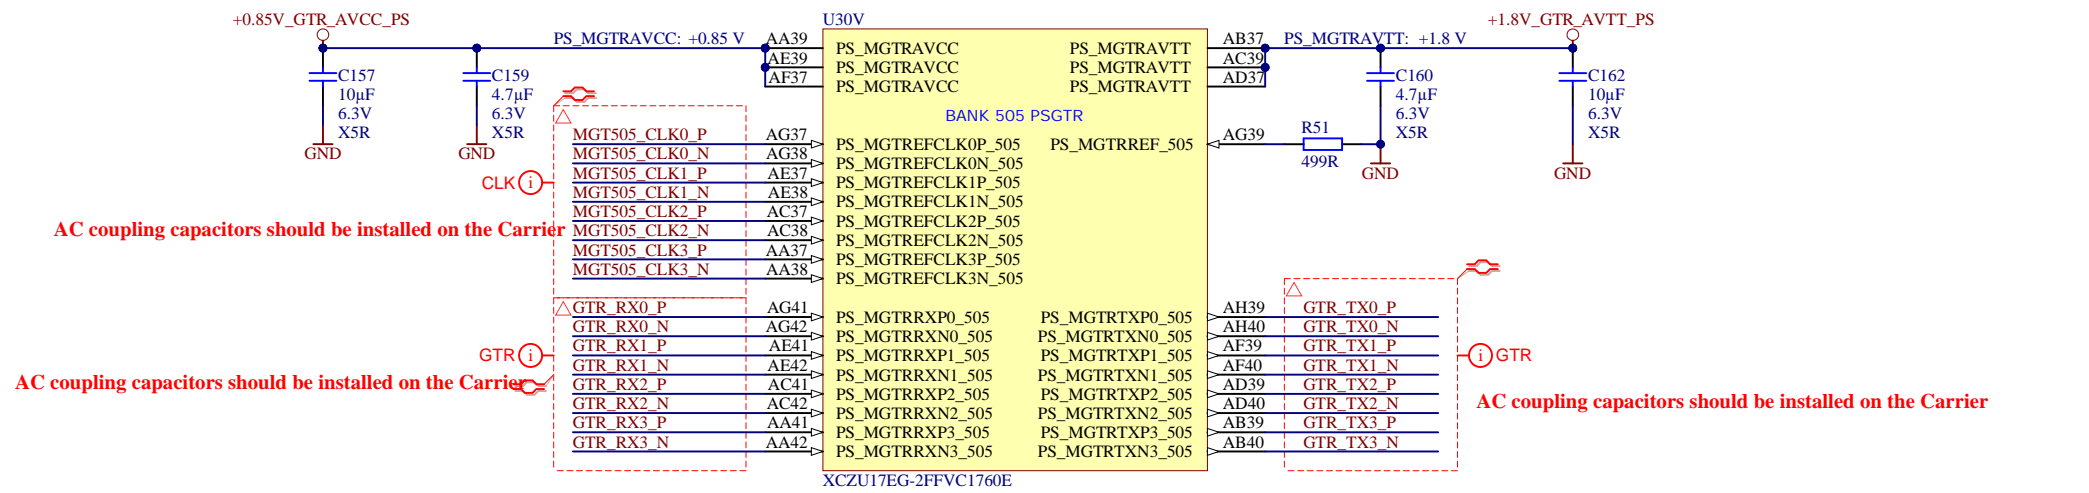 +0.85V_GTR_AVCC_PS
U30V
+1.8V_GTR_AVTT_PS
PS_MGTRAVCC: +0.85 V
AA39
PS_MGTRAVCC
PS_MGTRAVTT
AB37
PS_MGTRAVTT: +1.8 V
AE39
PS_MGTRAVCC
PS_MGTRAVTT
AC39
AF37
PS_MGTRAVCC
PS_MGTRAVTT
AD37
C157
10µF
6.3V
X5R
GND
C159
4.7µF
6.3V
X5R
GND
C160
4.7µF
6.3V
X5R
GND
C162
10µF
6.3V
X5R
GND
BANK 505 PSGTR
R51
499R
AG39
PS_MGTRREF_505
MGT505_CLK0_P AG37 PS_MGTREFCLK0P_505
MGT505_CLK0_N AG38 PS_MGTREFCLK0N_505
MGT505_CLK1_P AE37 PS_MGTREFCLK1P_505
MGT505_CLK1_N AE38 PS_MGTREFCLK1N_505
MGT505_CLK2_P AC37 PS_MGTREFCLK2P_505
MGT505_CLK2_N AC38 PS_MGTREFCLK2N_505
MGT505_CLK3_P AA37 PS_MGTREFCLK3P_505
MGT505_CLK3_N AA38 PS_MGTREFCLK3N_505
CLK i
AC coupling capacitors should be installed on the Carrier
GTR_RX0_P AG41 PS_MGTRRXP0_505
GTR_RX0_N AG42 PS_MGTRRXN0_505
GTR_RX1_P AE41 PS_MGTRRXP1_505
GTR_RX1_N AE42 PS_MGTRRXN1_505
GTR_RX2_P AC41 PS_MGTRRXP2_505
GTR_RX2_N AC42 PS_MGTRRXN2_505
GTR_RX3_P AA41 PS_MGTRRXP3_505
GTR_RX3_N AA42 PS_MGTRRXN3_505
GTR i
AC coupling capacitors should be installed on the Carrier
PS_MGTRTXP0_505 AH39 GTR_TX0_P
PS_MGTRTXN0_505 AH40 GTR_TX0_N
PS_MGTRTXP1_505 AF39 GTR_TX1_P
PS_MGTRTXN1_505 AF40 GTR_TX1_N
PS_MGTRTXP2_505 AD39 GTR_TX2_P
PS_MGTRTXN2_505 AD40 GTR_TX2_N
PS_MGTRTXP3_505 AB39 GTR_TX3_P
PS_MGTRTXN3_505 AB40 GTR_TX3_N
i GTR
AC coupling capacitors should be installed on the Carrier
XCZU17EG-2FFVC1760E